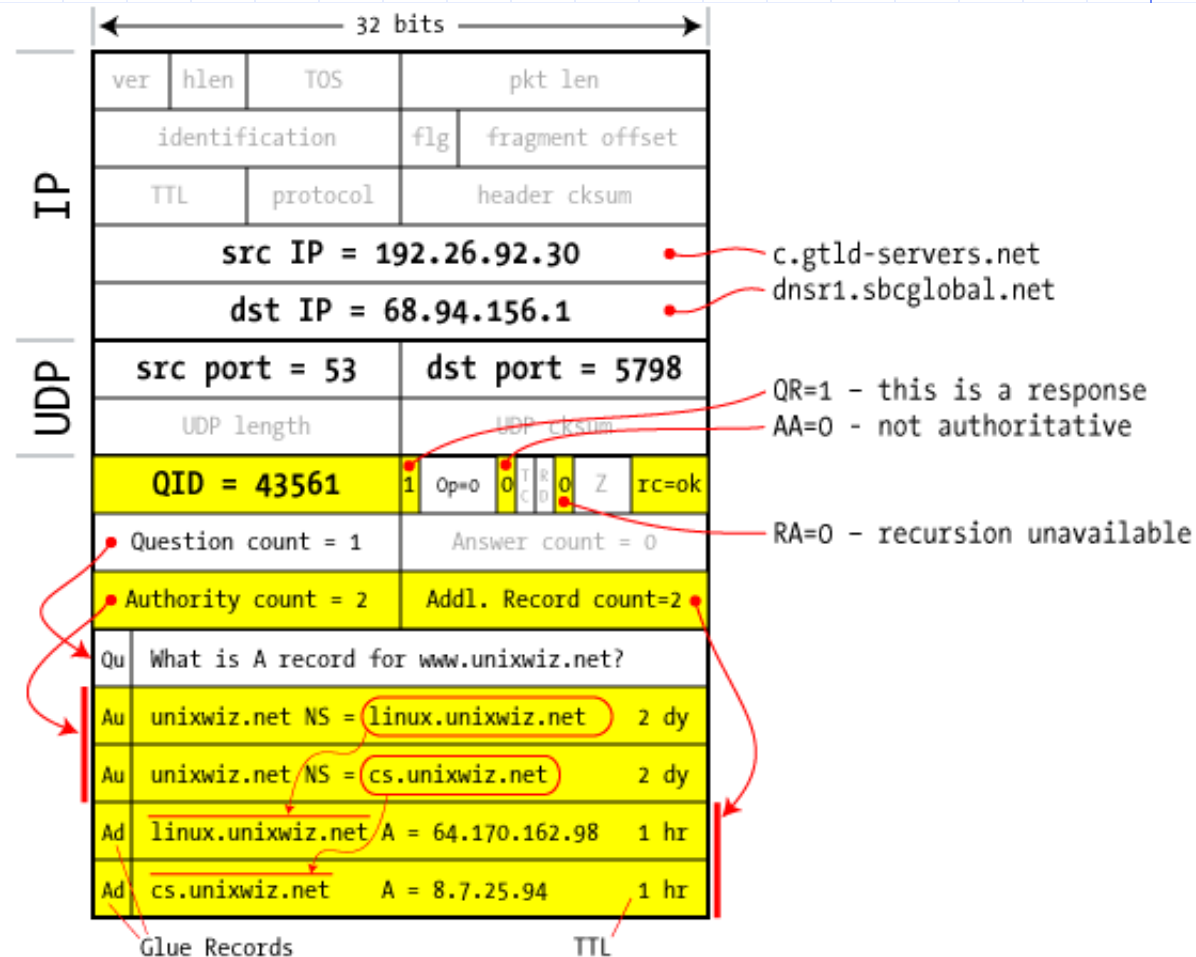 32 bits
IP
ver hlen TOS pkt len
identification flg fragment offset
TTL protocol header cksum
src IP = 192.26.92.30
c.gtld-servers.net
dst IP = 68.94.156.1
dnsr1.sbcglobal.net
UDP
src port = 53 dst port = 5798
QR=1 – this is a response
UDP length UDP cksum
AA=0 - not authoritative
QID = 43561 1 Op=0 0 TC RD 0 Z rc=ok
RA=0 – recursion unavailable
Question count = 1 Answer count = 0
Authority count = 2 Addl. Record count=2
Qu What is A record for www.unixwiz.net?
Au unixwiz.net NS = linux.unixwiz.net 2 dy
Au unixwiz.net NS = cs.unixwiz.net 2 dy
Ad linux.unixwiz.net A = 64.170.162.98 1 hr
Ad cs.unixwiz.net A = 8.7.25.94 1 hr
Glue Records TTL